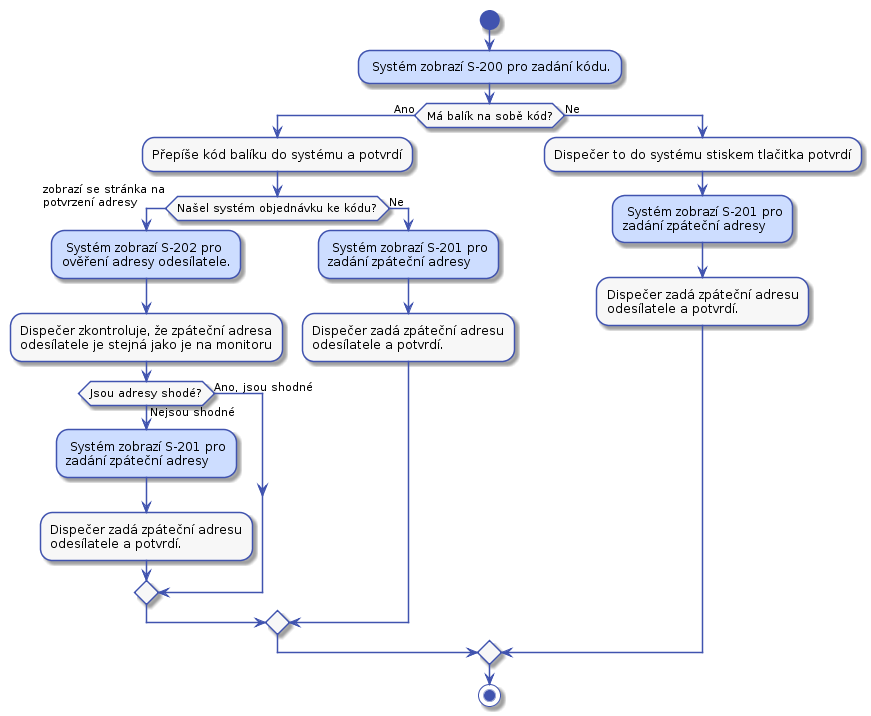 Systém zobrazí S-200 pro zadání kódu.
Ano
Má balík na sobě kód?
Ne
Přepíše kód balíku do systému a potvrdí
Dispečer to do systému stiskem tlačitka potvrdí
zobrazí se stránka na
potvrzení adresy
Našel systém objednávku ke kódu?
Ne
Systém zobrazí S-201 pro
zadání zpáteční adresy
Systém zobrazí S-202 pro
ověření adresy odesílatele.
Systém zobrazí S-201 pro
zadání zpáteční adresy
Dispečer zadá zpáteční adresu
odesílatele a potvrdí.
Dispečer zkontroluje, že zpáteční adresa
odesílatele je stejná jako je na monitoru
Dispečer zadá zpáteční adresu
odesílatele a potvrdí.
Jsou adresy shodé?
Ano, jsou shodné
Nejsou shodné
Systém zobrazí S-201 pro
zadání zpáteční adresy
Dispečer zadá zpáteční adresu
odesílatele a potvrdí.